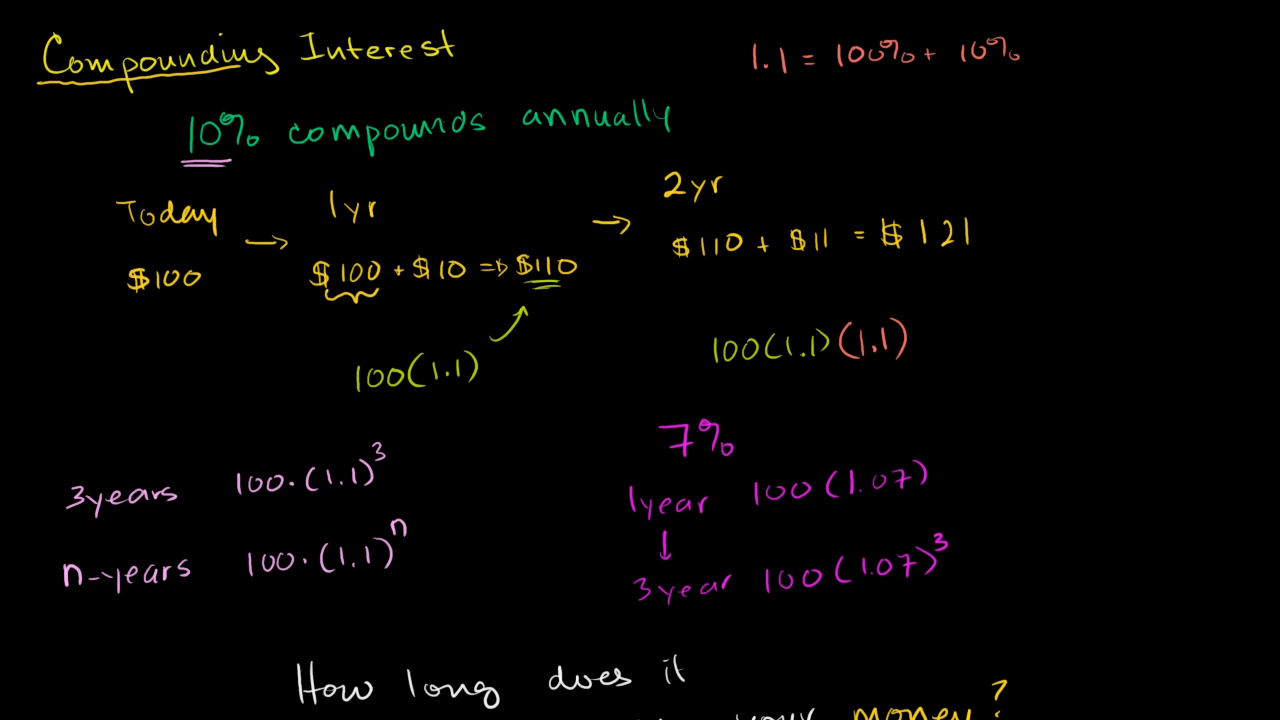 Compounding Interest
1.1 = 100% + 10%
10% compounds annually
Today
$100
→
1yr
$100 + $10 => $110
100(1.1)
→
2yr
$110 + $11 = $121
100(1.1)(1.1)
3years 100·(1.1)³
n-years 100·(1.1)ⁿ
7%
1year 100(1.07)
↓
3year 100(1.07)³
How long does it
your money?